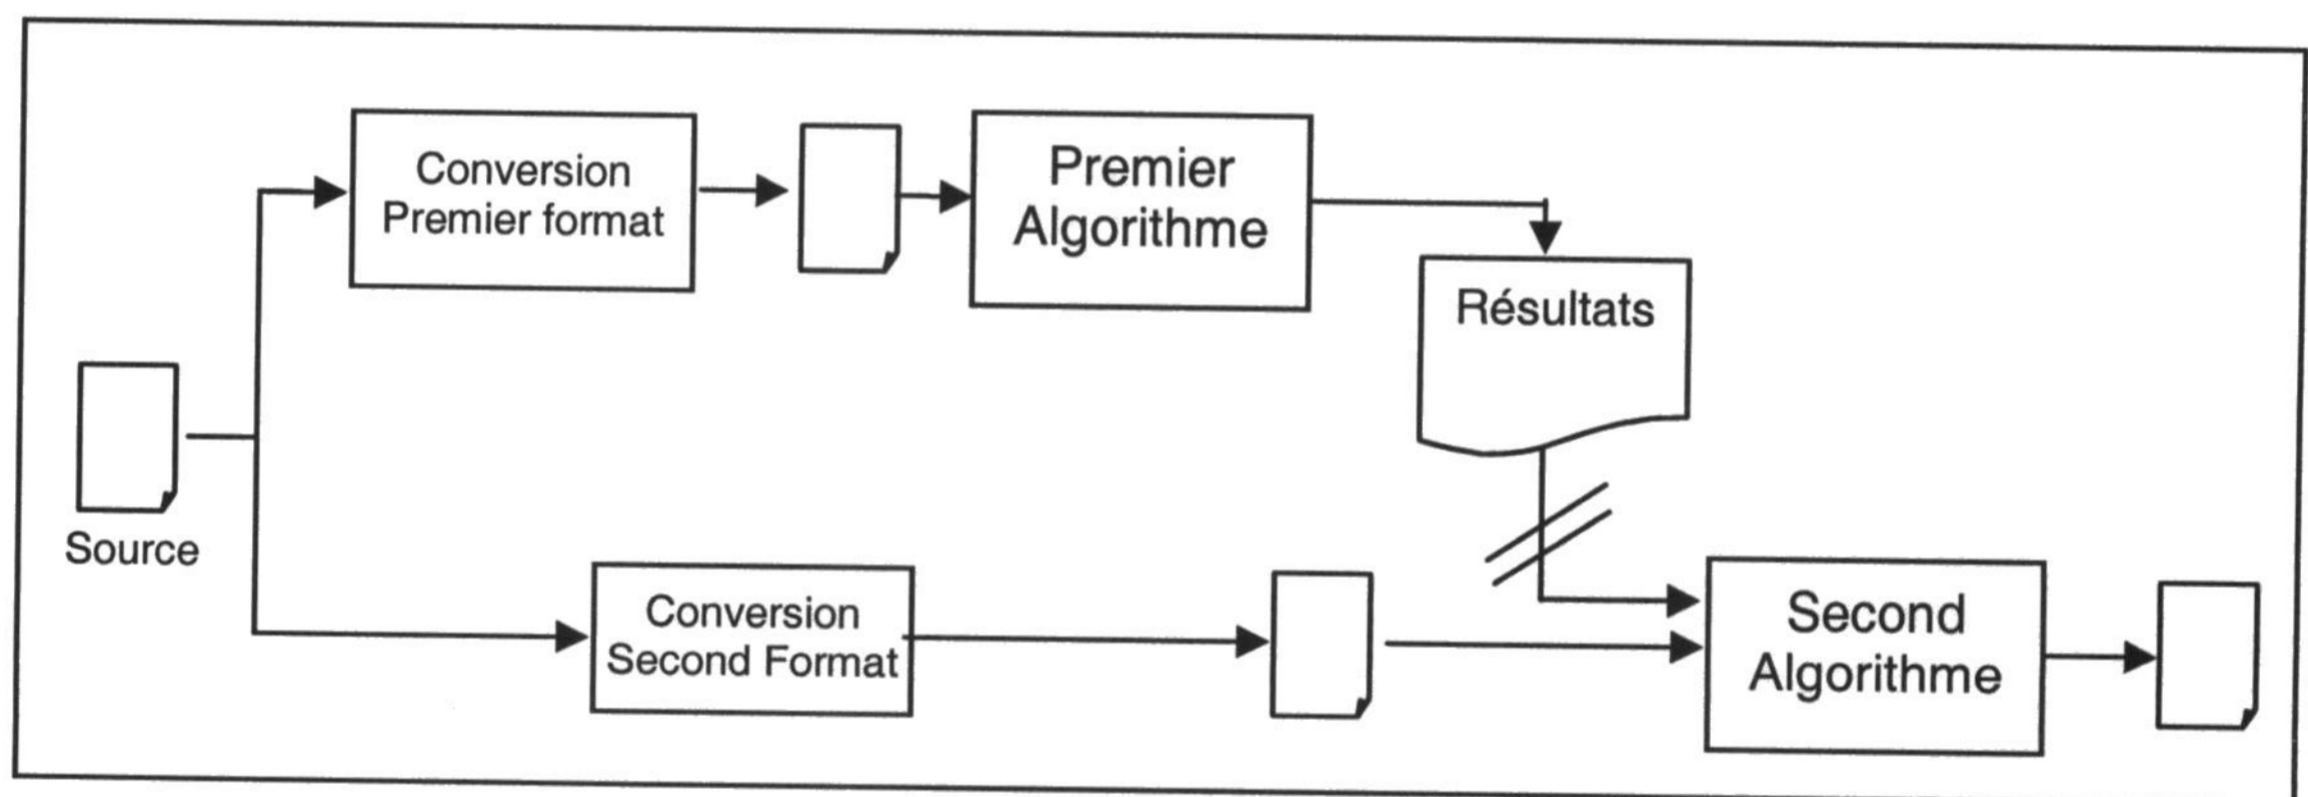 Conversion
Premier format
Premier
Algorithme
Résultats
Source
Conversion
Second Format
Second
Algorithme